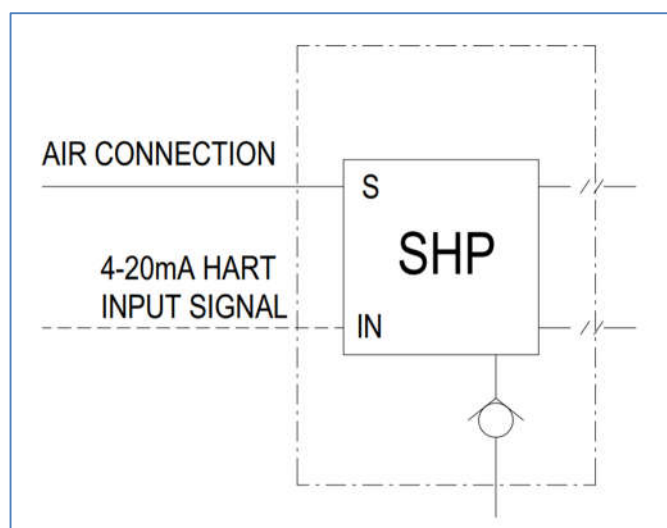 AIR CONNECTION
S
SHP
4-20mA HART
INPUT SIGNAL
IN